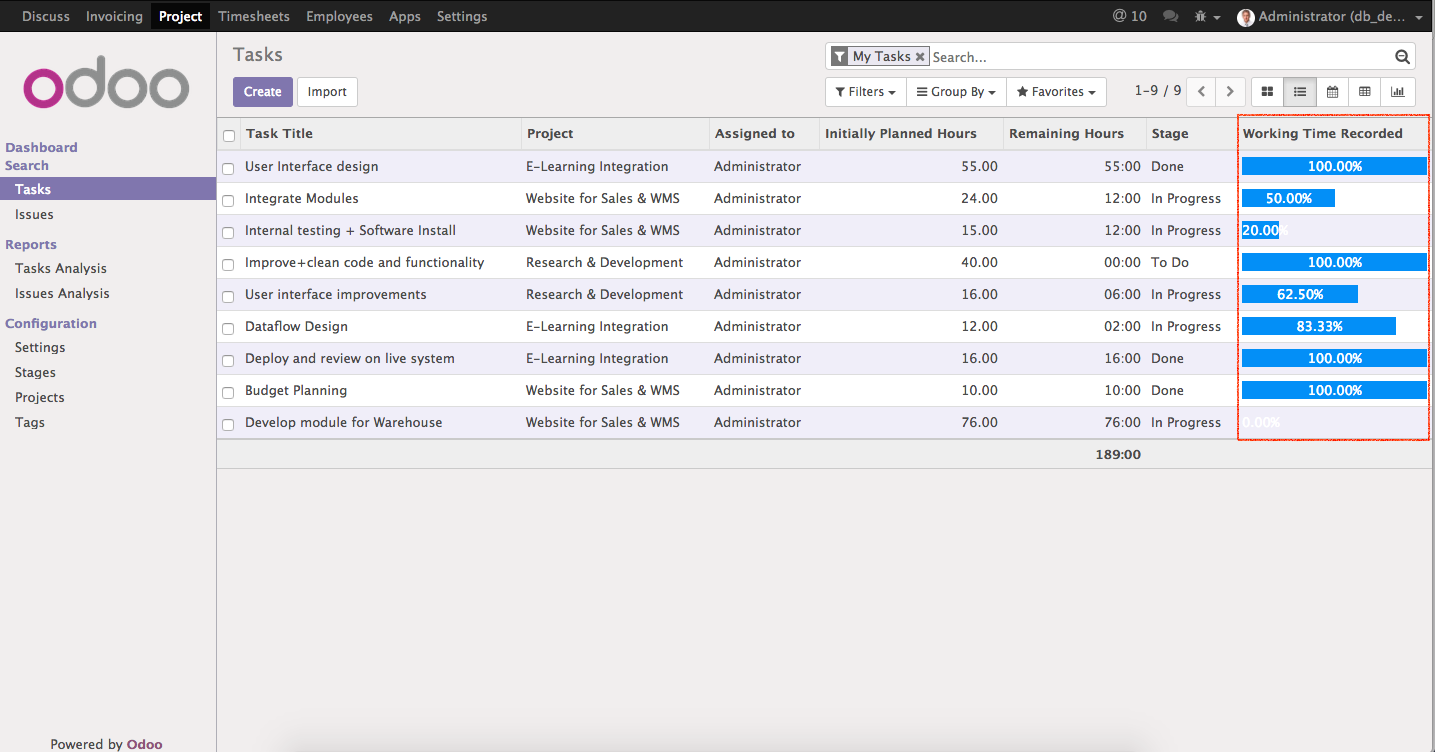 Discuss Invoicing Project Timesheets Employees Apps Settings @ 10 Administrator (db_de...
odoo
Dashboard
Search
Tasks
Issues
Reports
Tasks Analysis
Issues Analysis
Configuration
Settings
Stages
Projects
Tags
Powered by Odoo
Tasks
My Tasks Search...
Create Import
Filters Group By Favorites 1-9 / 9
Task Title Project Assigned to Initially Planned Hours Remaining Hours Stage Working Time Recorded
User Interface design E-Learning Integration Administrator 55.00 55:00 Done 100.00%
Integrate Modules Website for Sales & WMS Administrator 24.00 12:00 In Progress 50.00%
Internal testing + Software Install Website for Sales & WMS Administrator 15.00 12:00 In Progress 20.00%
Improve+clean code and functionality Research & Development Administrator 40.00 00:00 To Do 100.00%
User interface improvements Research & Development Administrator 16.00 06:00 In Progress 62.50%
Dataflow Design E-Learning Integration Administrator 12.00 02:00 In Progress 83.33%
Deploy and review on live system E-Learning Integration Administrator 16.00 16:00 Done 100.00%
Budget Planning Website for Sales & WMS Administrator 10.00 10:00 Done 100.00%
Develop module for Warehouse Website for Sales & WMS Administrator 76.00 76:00 In Progress 0.00%
189:00